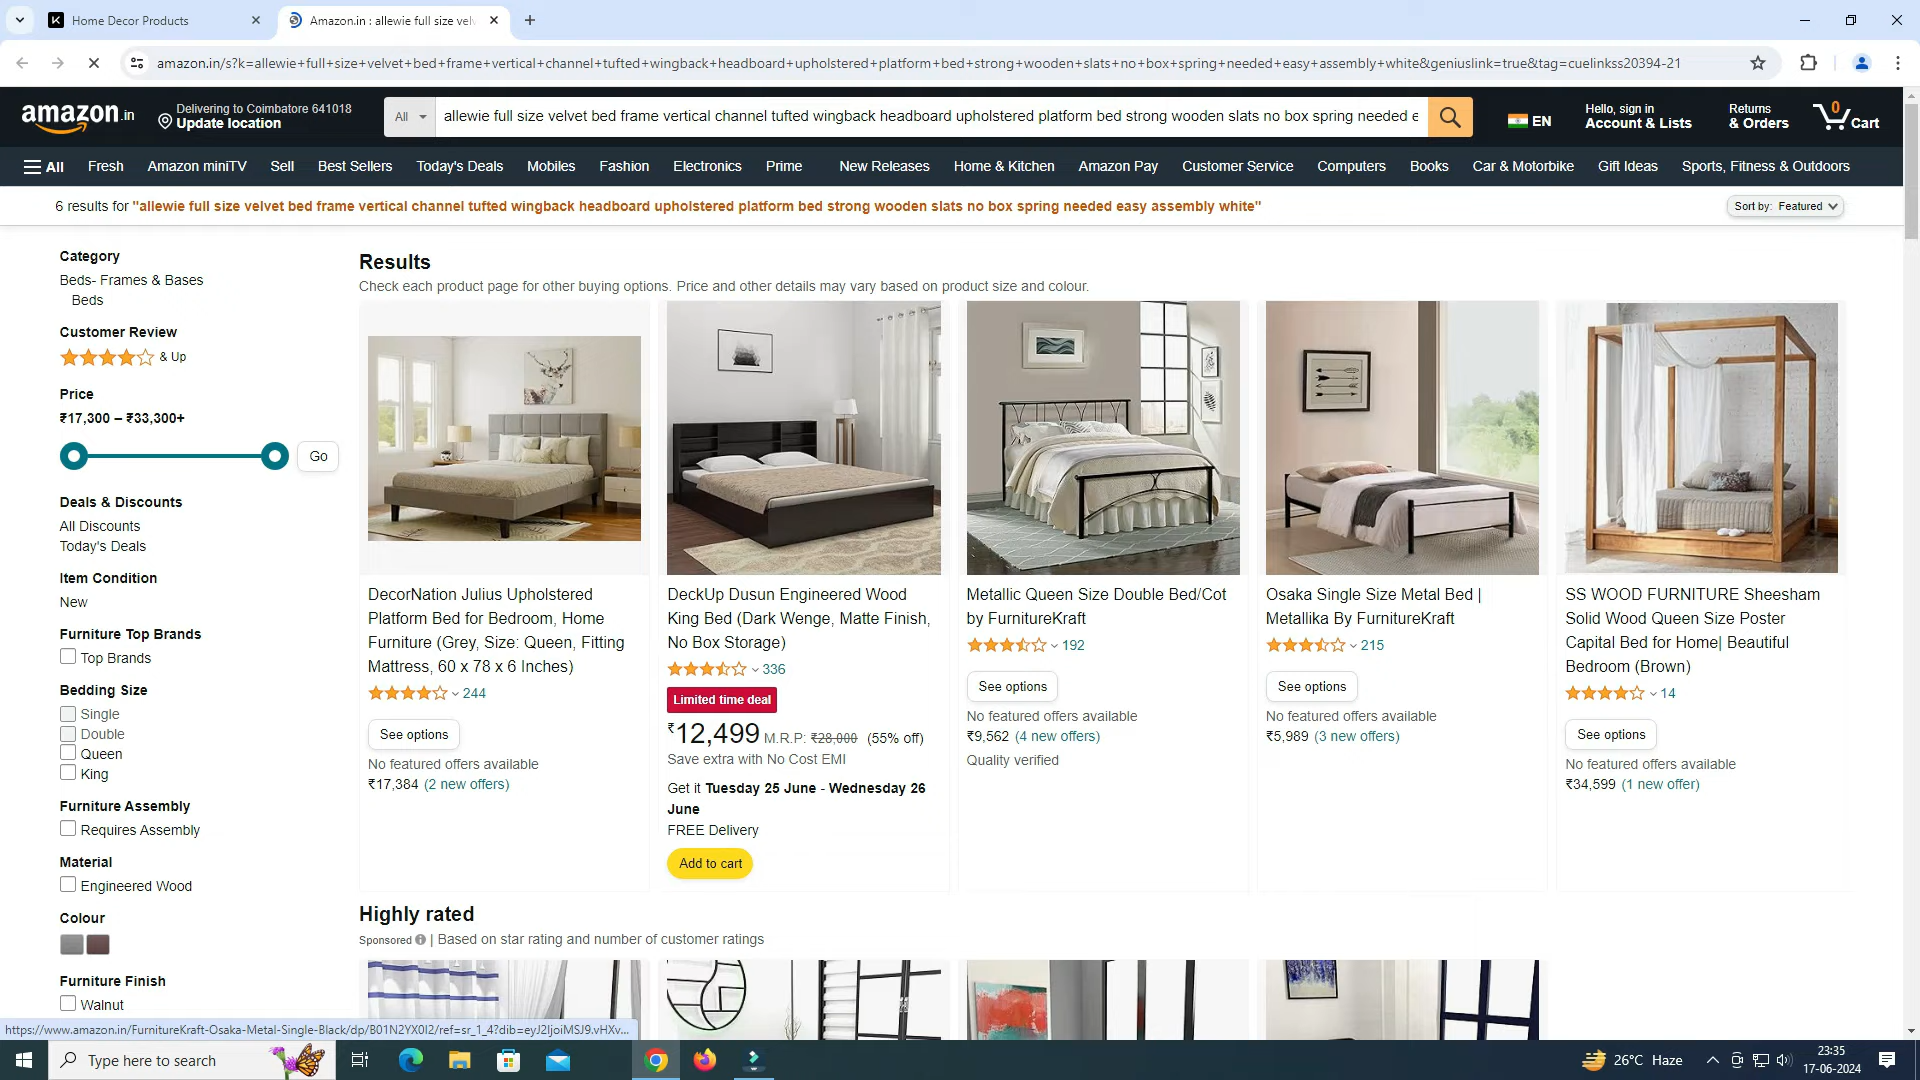 Home Decor Products
Amazon.in : allewie full size velv
amazon.in/s?k=allewie+full+size+velvet+bed+frame+vertical+channel+tufted+wingback+headboard+upholstered+platform+bed+strong+wooden+slats+no+box+spring+needed+easy+assembly+white&geniuslink=true&tag=cuelinkss20394-21
amazon.in
Delivering to Coimbatore 641018
Update location
All
allewie full size velvet bed frame vertical channel tufted wingback headboard upholstered platform bed strong wooden slats no box spring needed e
EN
Hello, sign in
Account & Lists
Returns
& Orders
0
Cart
All
Fresh
Amazon miniTV
Sell
Best Sellers
Today's Deals
Mobiles
Fashion
Electronics
Prime
New Releases
Home & Kitchen
Amazon Pay
Customer Service
Computers
Books
Car & Motorbike
Gift Ideas
Sports, Fitness & Outdoors
6 results for "allewie full size velvet bed frame vertical channel tufted wingback headboard upholstered platform bed strong wooden slats no box spring needed easy assembly white"
Sort by: Featured
Category
Beds- Frames & Bases
Beds
Customer Review
& Up
Price
₹17,300 – ₹33,300+
Go
Deals & Discounts
All Discounts
Today's Deals
Item Condition
New
Furniture Top Brands
Top Brands
Bedding Size
Single
Double
Queen
King
Furniture Assembly
Requires Assembly
Material
Engineered Wood
Colour
Furniture Finish
Walnut
Results
Check each product page for other buying options. Price and other details may vary based on product size and colour.
DecorNation Julius Upholstered
Platform Bed for Bedroom, Home
Furniture (Grey, Size: Queen, Fitting
Mattress, 60 x 78 x 6 Inches)
244
See options
No featured offers available
₹17,384 (2 new offers)
DeckUp Dusun Engineered Wood
King Bed (Dark Wenge, Matte Finish,
No Box Storage)
336
Limited time deal
₹12,499 M.R.P: ₹28,000 (55% off)
Save extra with No Cost EMI
Get it Tuesday 25 June - Wednesday 26
June
FREE Delivery
Add to cart
Metallic Queen Size Double Bed/Cot
by FurnitureKraft
192
See options
No featured offers available
₹9,562 (4 new offers)
Quality verified
Osaka Single Size Metal Bed |
Metallika By FurnitureKraft
215
See options
No featured offers available
₹5,989 (3 new offers)
SS WOOD FURNITURE Sheesham
Solid Wood Queen Size Poster
Capital Bed for Home| Beautiful
Bedroom (Brown)
14
See options
No featured offers available
₹34,599 (1 new offer)
Highly rated
Sponsored | Based on star rating and number of customer ratings
https://www.amazon.in/FurnitureKraft-Osaka-Metal-Single-Black/dp/B01N2YX0I2/ref=sr_1_4?dib=eyJ2IjoiMSJ9.vHXv...
Type here to search
26°C Haze
23:35
17-06-2024